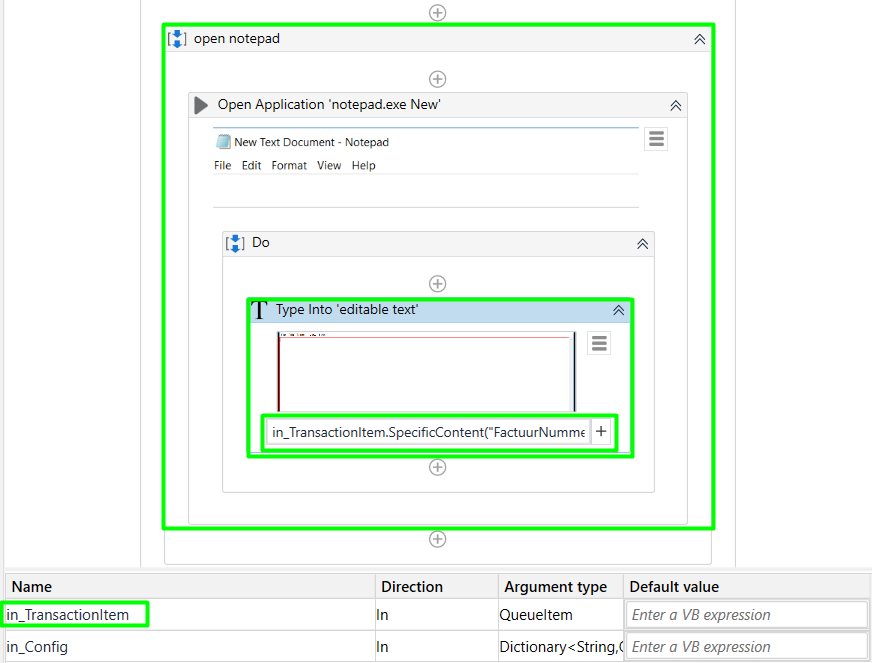 open notepad
Open Application 'notepad.exe New'
New Text Document - Notepad
File Edit Format View Help
Do
T Type Into 'editable text'
in_TransactionItem.SpecificContent("FactuurNumme
Name Direction Argument type Default value
in_TransactionItem In QueueItem Enter a VB expression
in_Config In Dictionary<String, Enter a VB expression